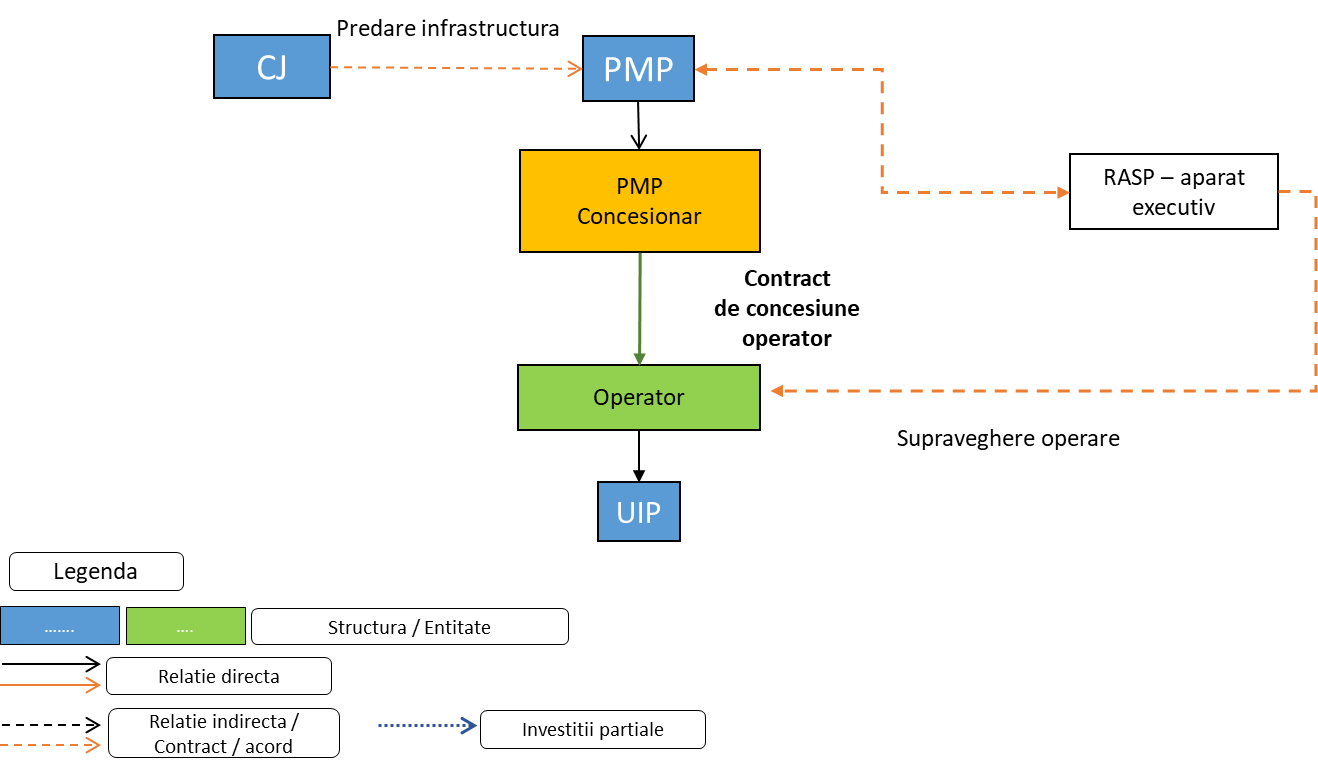 Predare infrastructura
CJ
PMP
PMP
Concesionar
RASP – aparat
executiv
Contract
de concesiune
operator
Operator
Supraveghere operare
UIP
Legenda
.......
....
Structura / Entitate
Relatie directa
Relatie indirecta /
Contract / acord
Investitii partiale